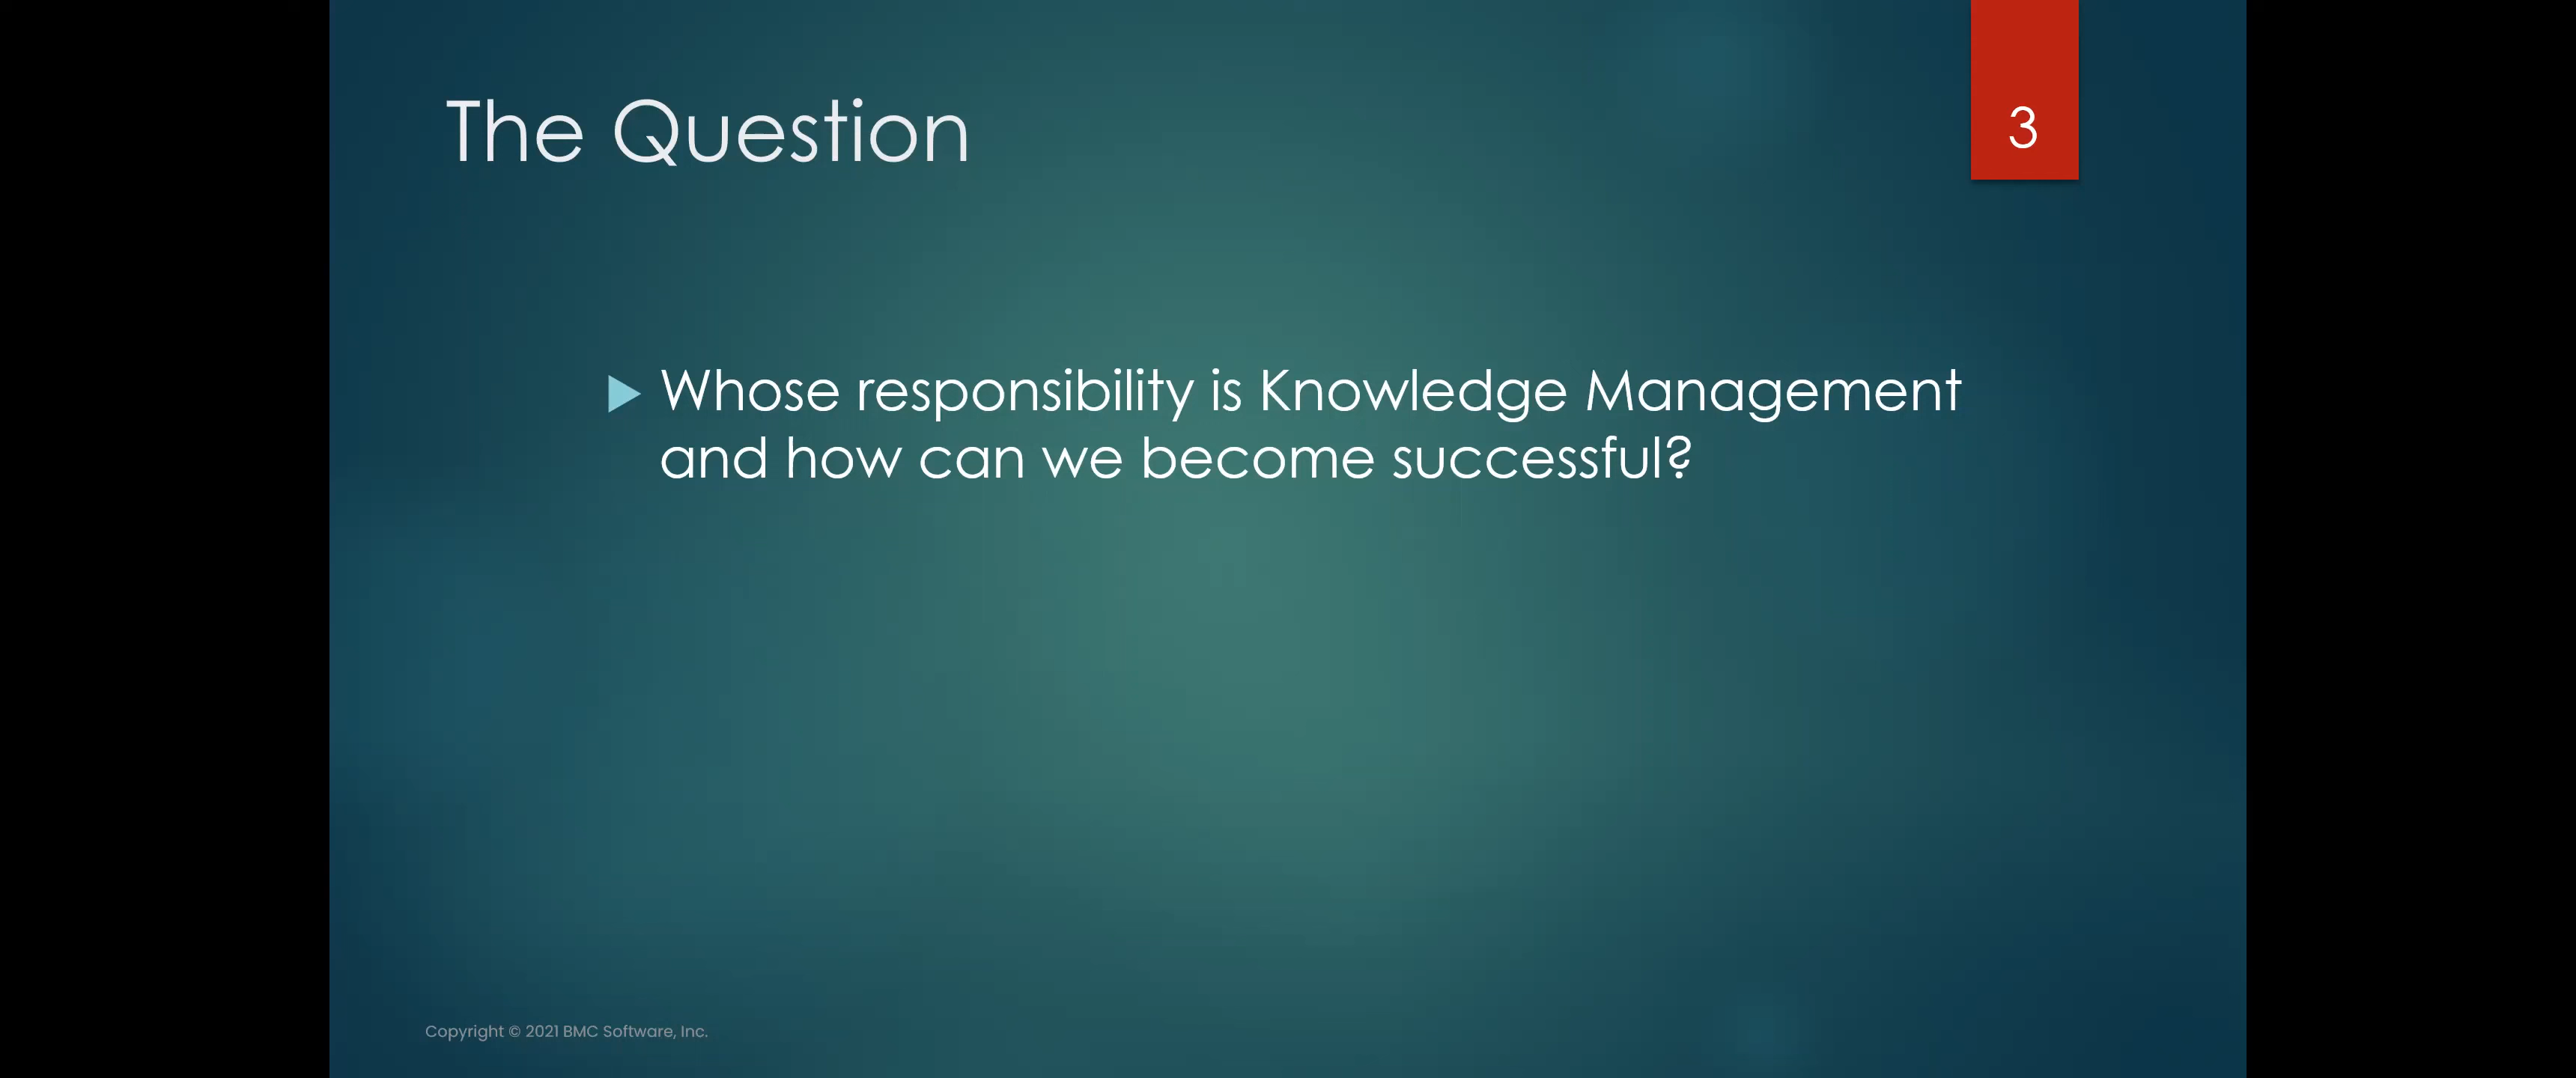 The Question
3
Whose responsibility is Knowledge Management
and how can we become successful?
Copyright © 2021 BMC Software, Inc.